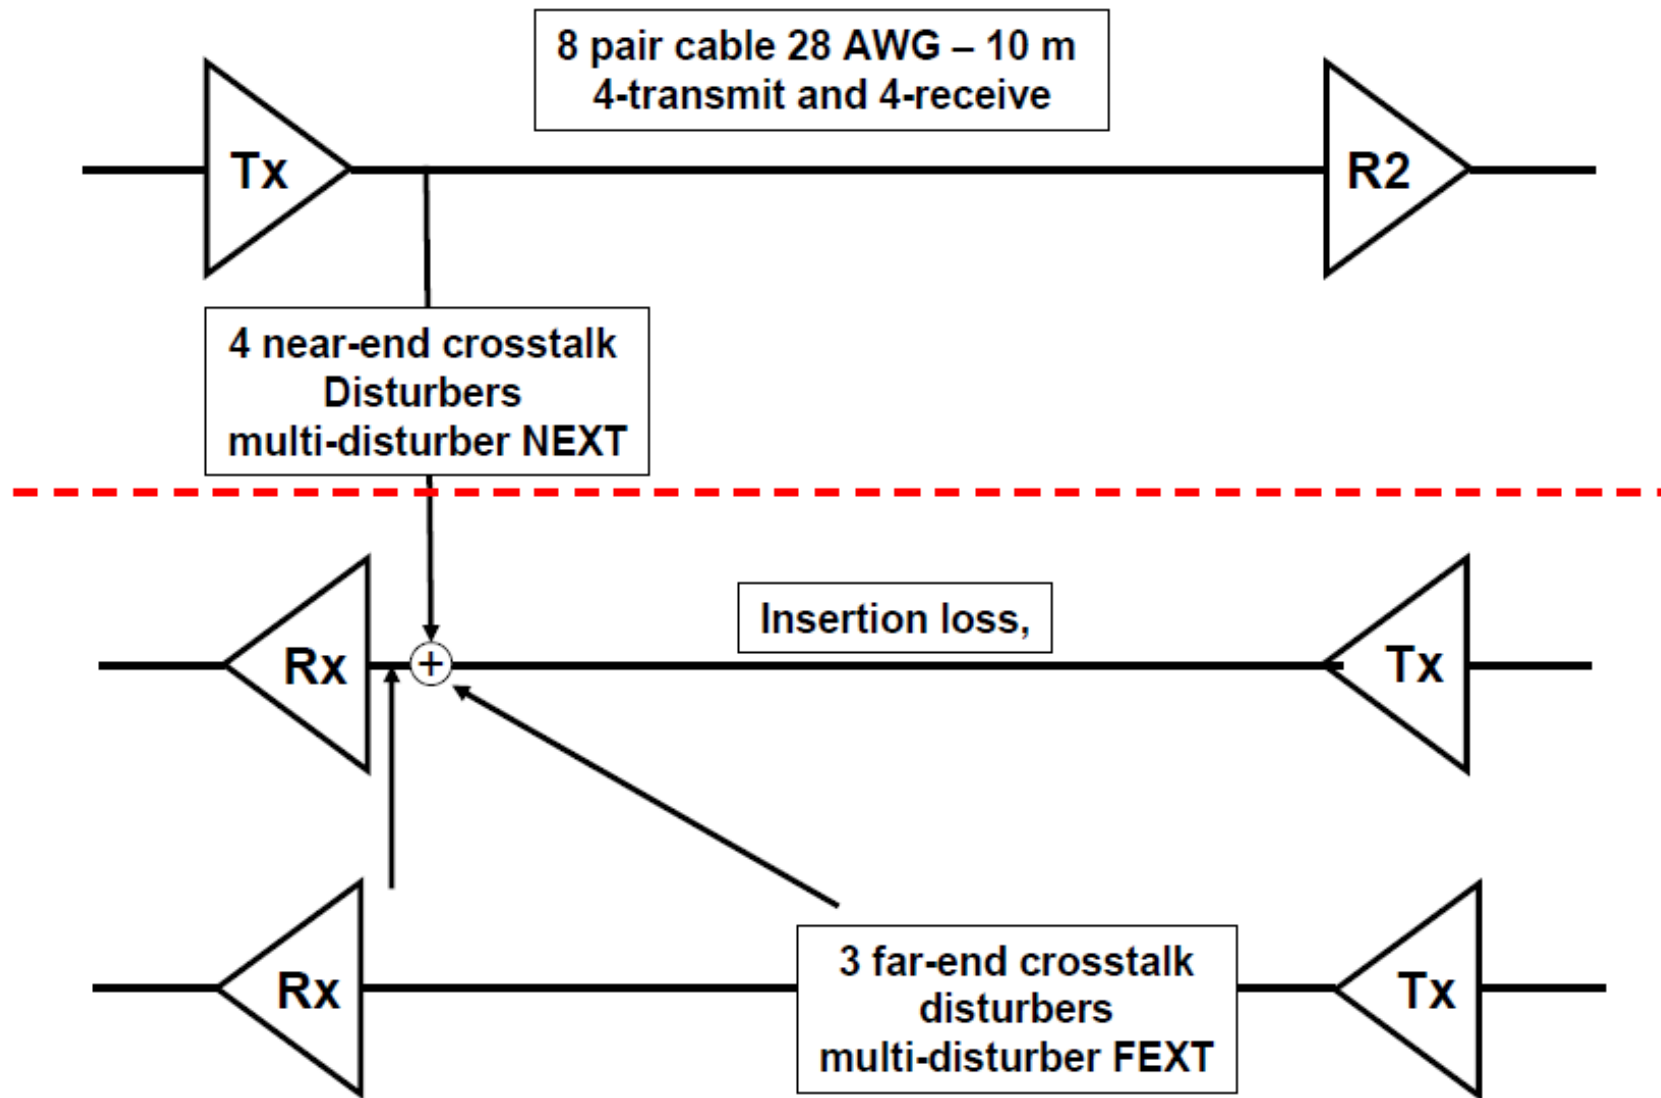 8 pair cable 28 AWG – 10 m
4-transmit and 4-receive
Tx
R2
4 near-end crosstalk
Disturbers
multi-disturber NEXT
Insertion loss,
Rx
+
Tx
Rx
3 far-end crosstalk
disturbers
multi-disturber FEXT
Tx